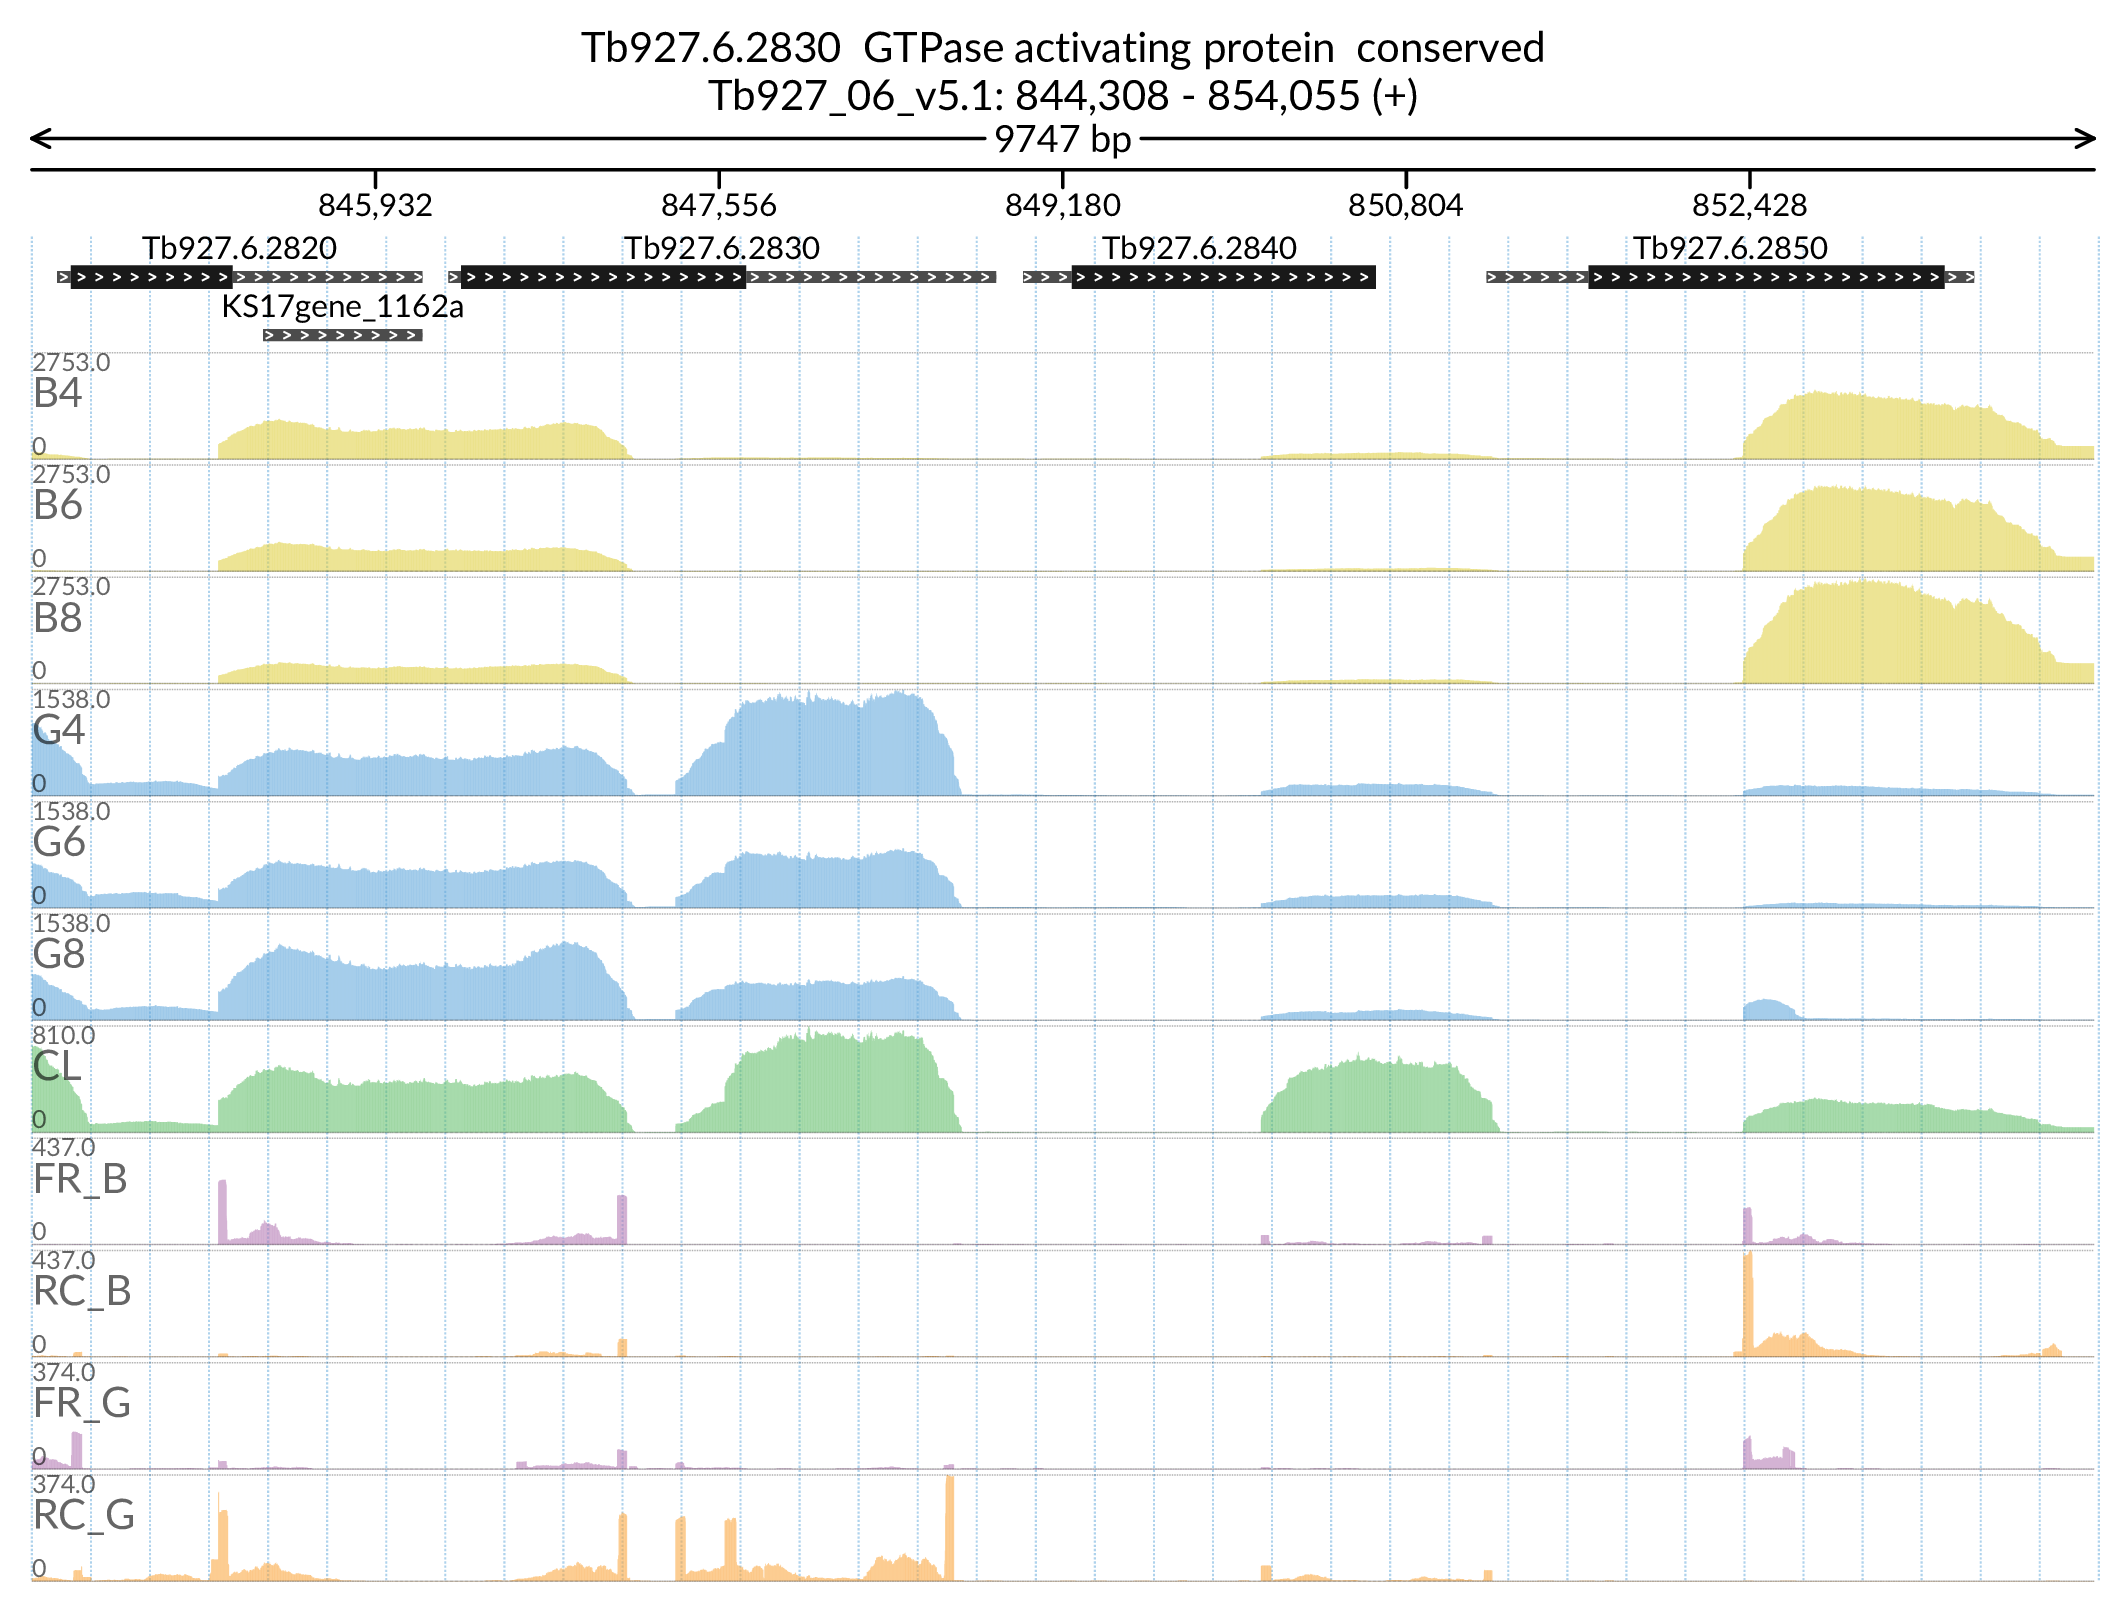 Tb927.6.2830  GTPase activating protein  conserved
Tb927_06_v5.1: 844,308 - 854,055 (+)
9747 bp
845,932 847,556 849,180 850,804 852,428
Tb927.6.2820 Tb927.6.2830 Tb927.6.2840 Tb927.6.2850
KS17gene_1162a
2753.0
B4
0
2753.0
B6
0
2753.0
B8
0
1538.0
G4
0
1538.0
G6
0
1538.0
G8
0
810.0
CL
0
437.0
FR_B
0
437.0
RC_B
0
374.0
FR_G
0
374.0
RC_G
0